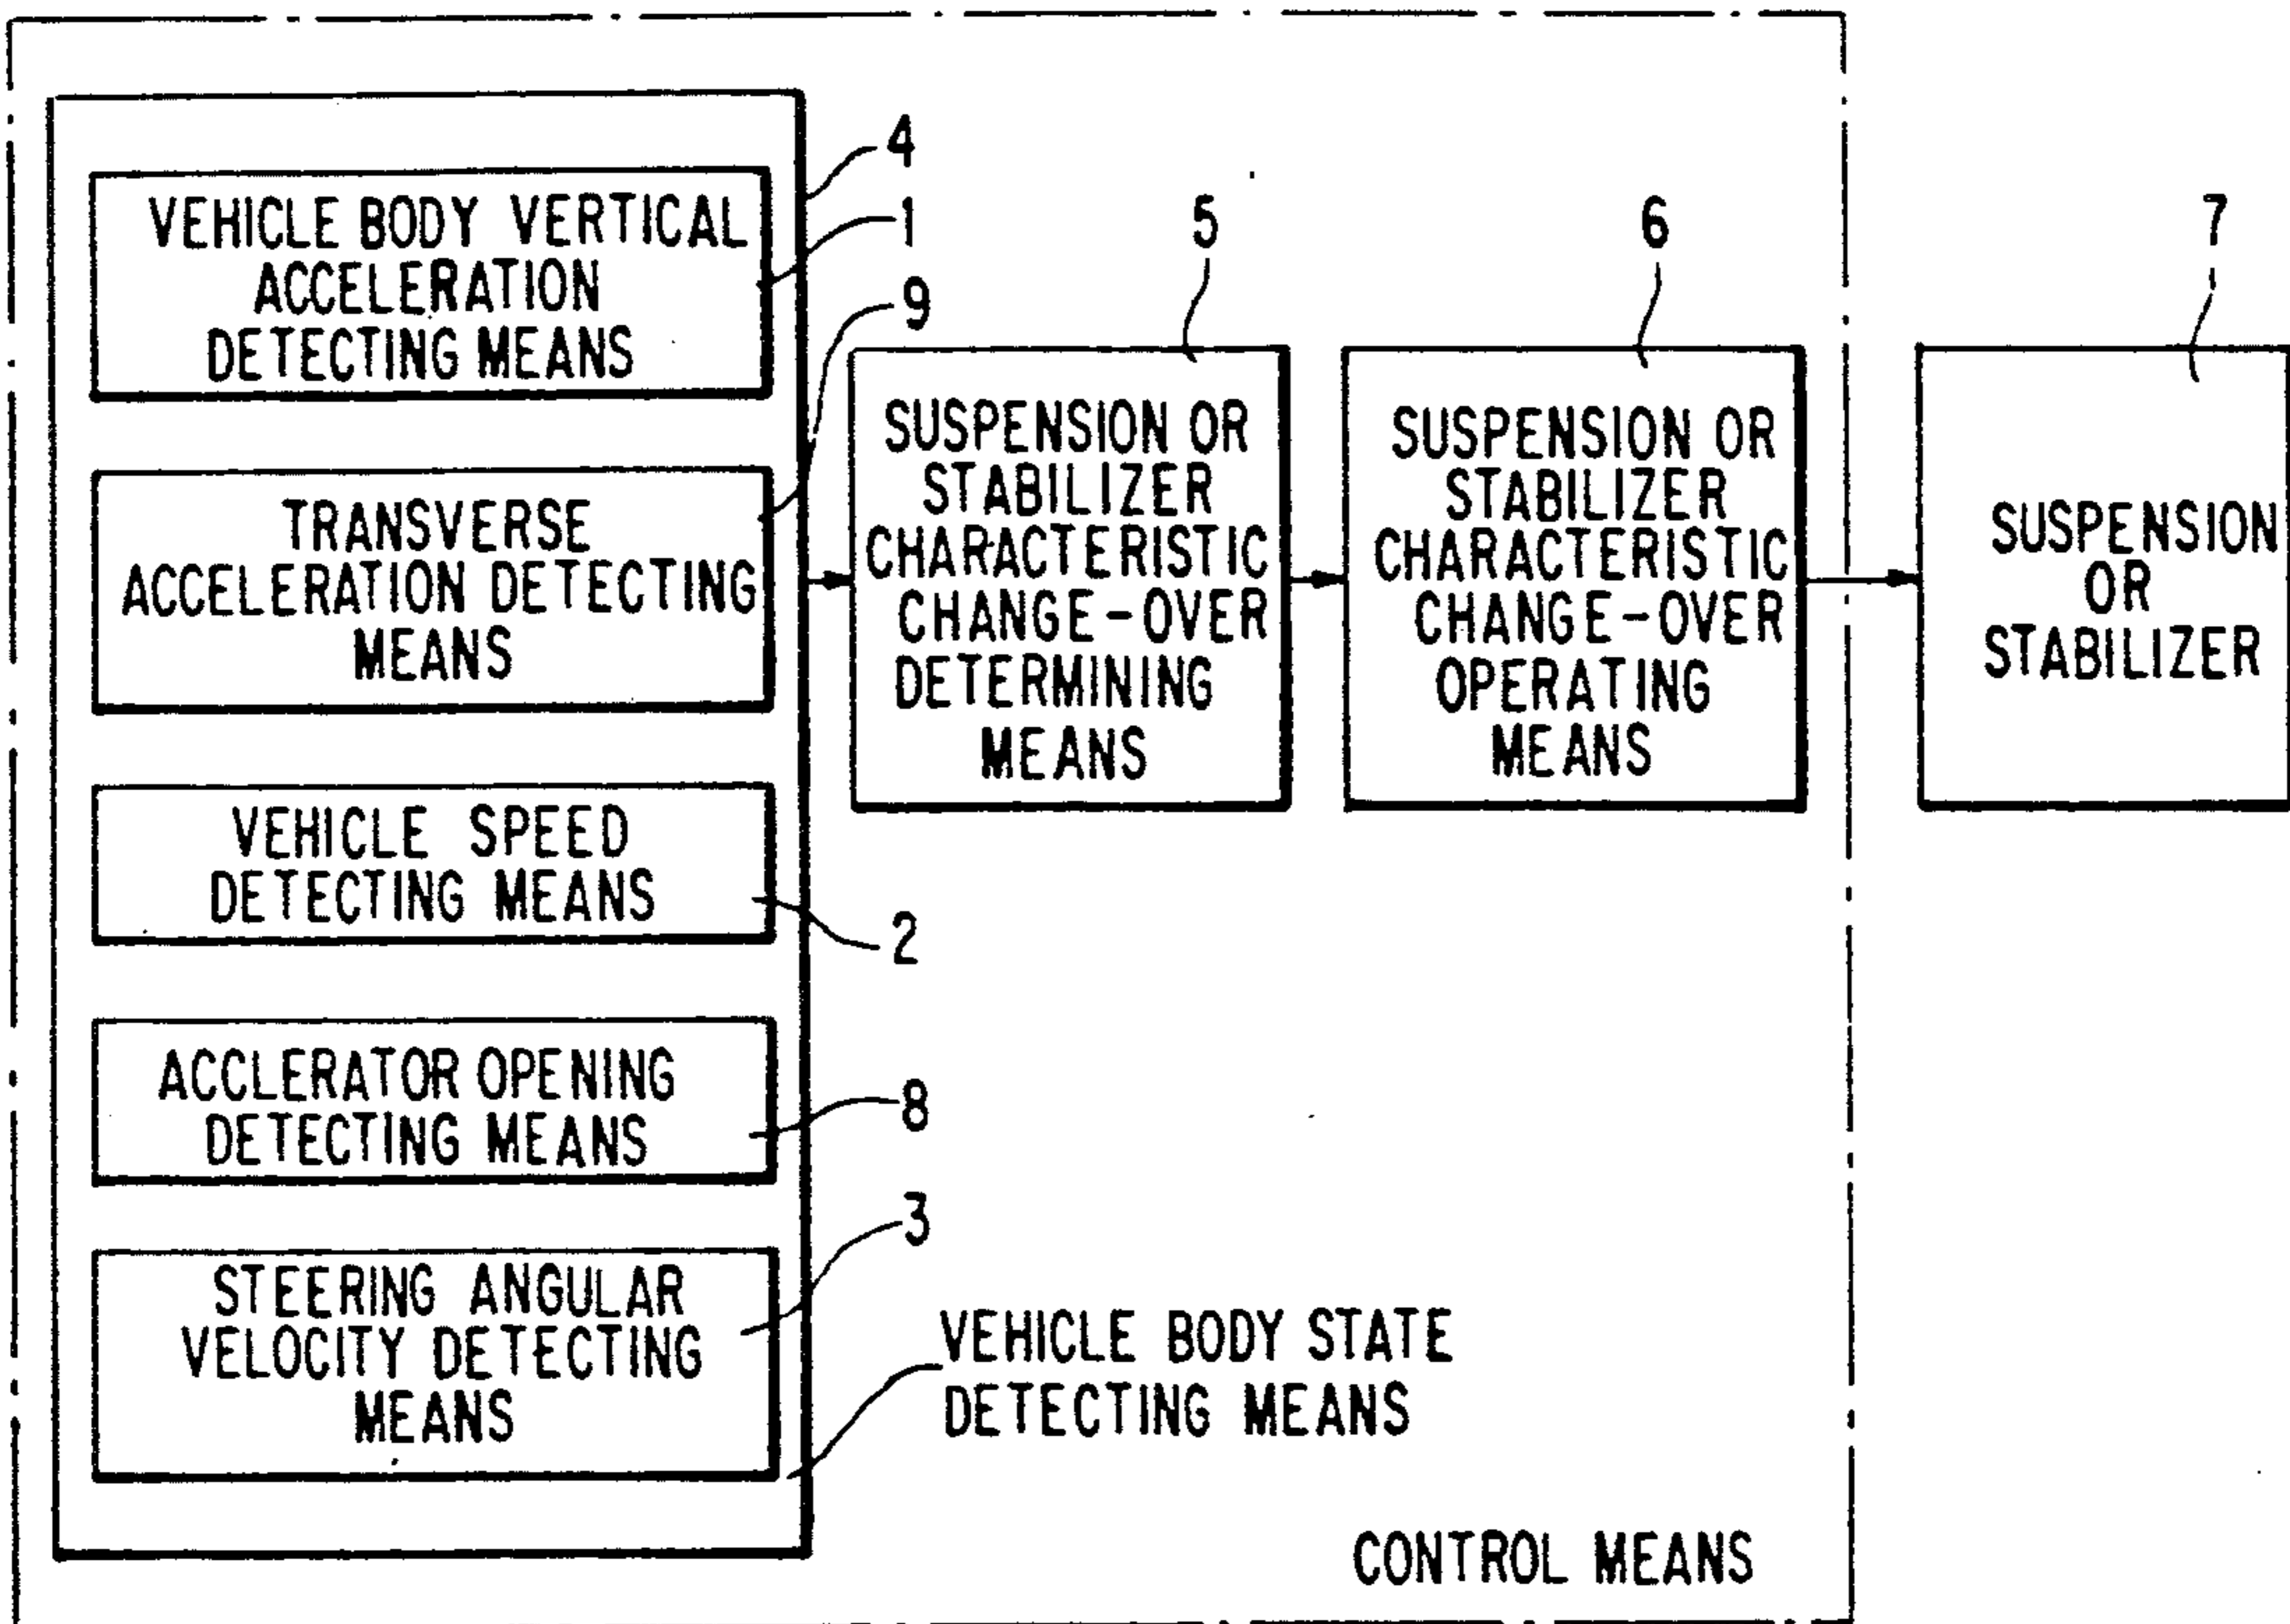 4
VEHICLE BODY VERTICAL
ACCELERATION
DETECTING MEANS
1
9
TRANSVERSE
ACCELERATION DETECTING
MEANS
VEHICLE SPEED
DETECTING MEANS
2
ACCLERATOR OPENING
DETECTING MEANS
8
3
STEERING ANGULAR
VELOCITY DETECTING
MEANS
VEHICLE BODY STATE
DETECTING MEANS
5
SUSPENSION OR
STABILIZER
CHARACTERISTIC
CHANGE-OVER
DETERMINING
MEANS
6
SUSPENSION OR
STABILIZER
CHARACTERISTIC
CHANGE-OVER
OPERATING
MEANS
7
SUSPENSION
OR
STABILIZER
CONTROL MEANS